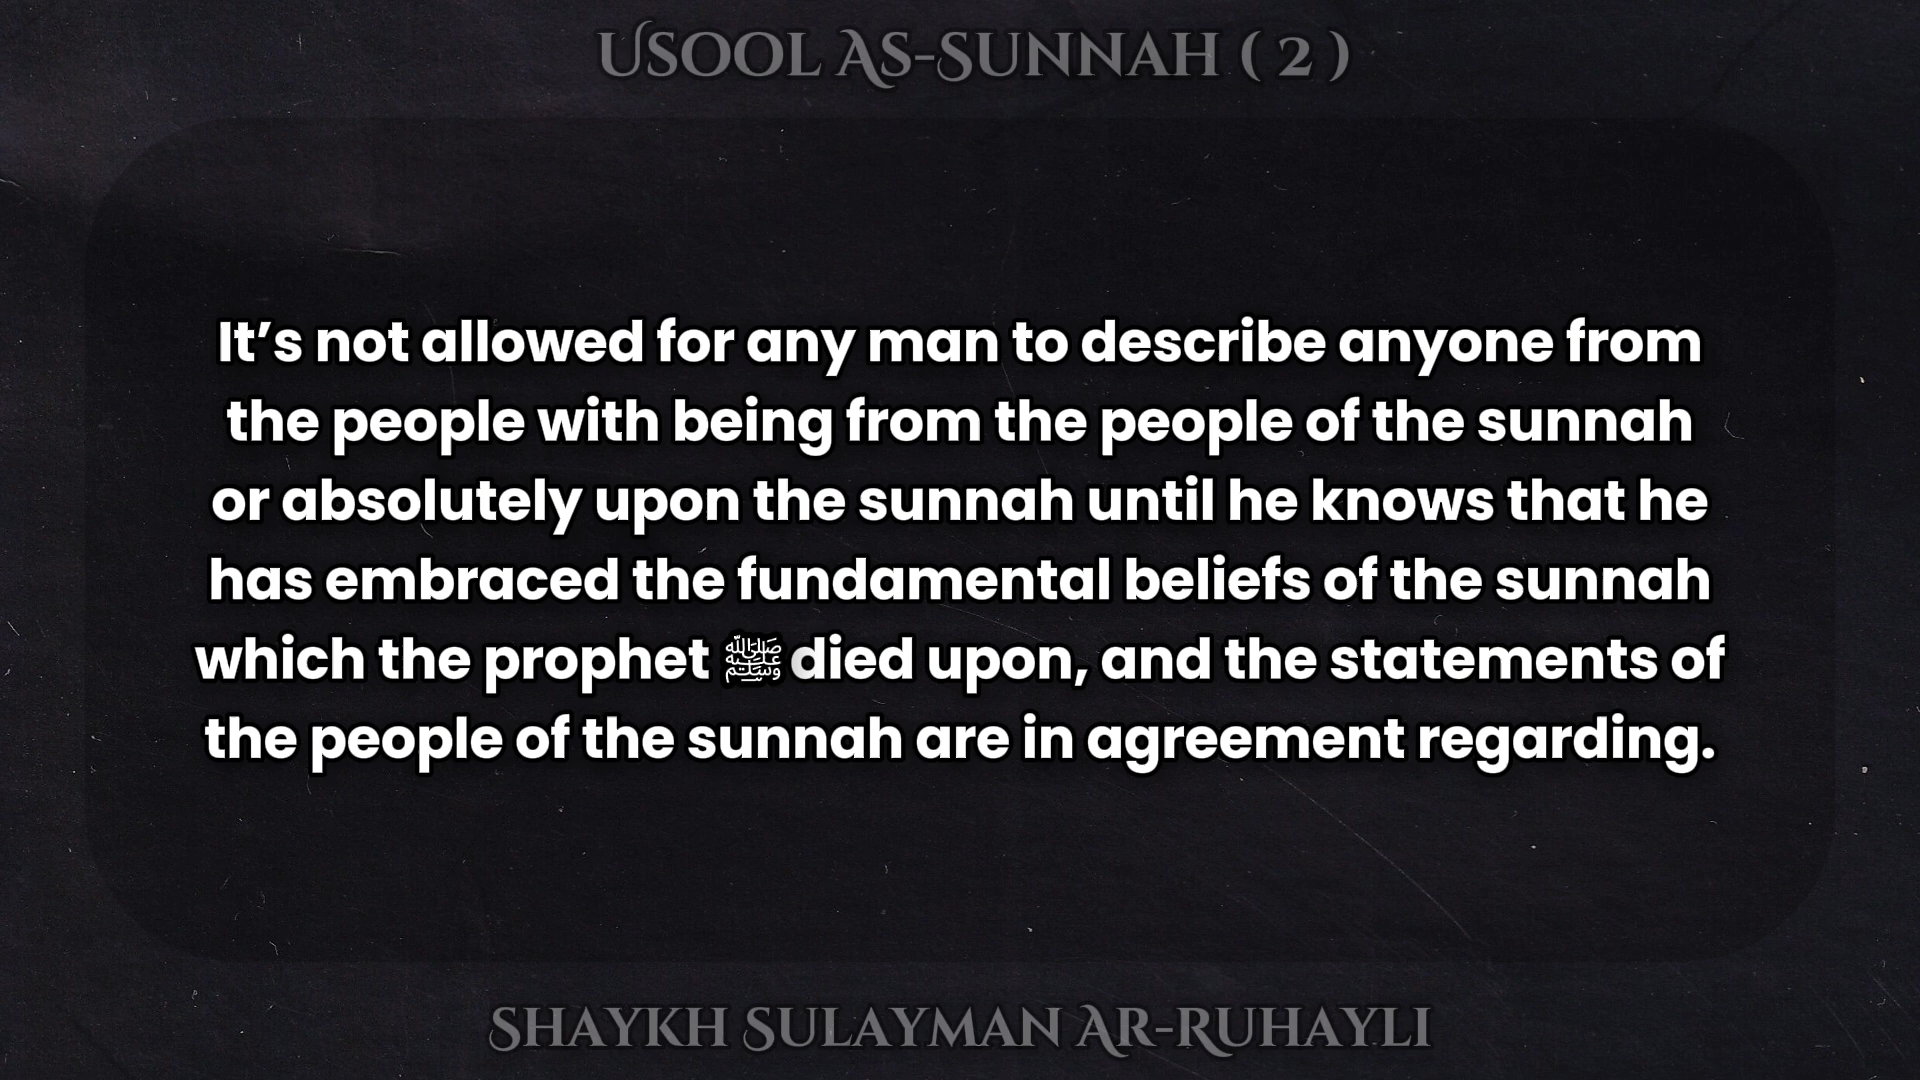 Usool As-Sunnah ( 2 )
It’s not allowed for any man to describe anyone from
the people with being from the people of the sunnah
or absolutely upon the sunnah until he knows that he
has embraced the fundamental beliefs of the sunnah
which the prophet ﷺ died upon, and the statements of
the people of the sunnah are in agreement regarding.
Shaykh Sulayman Ar-Ruhayli